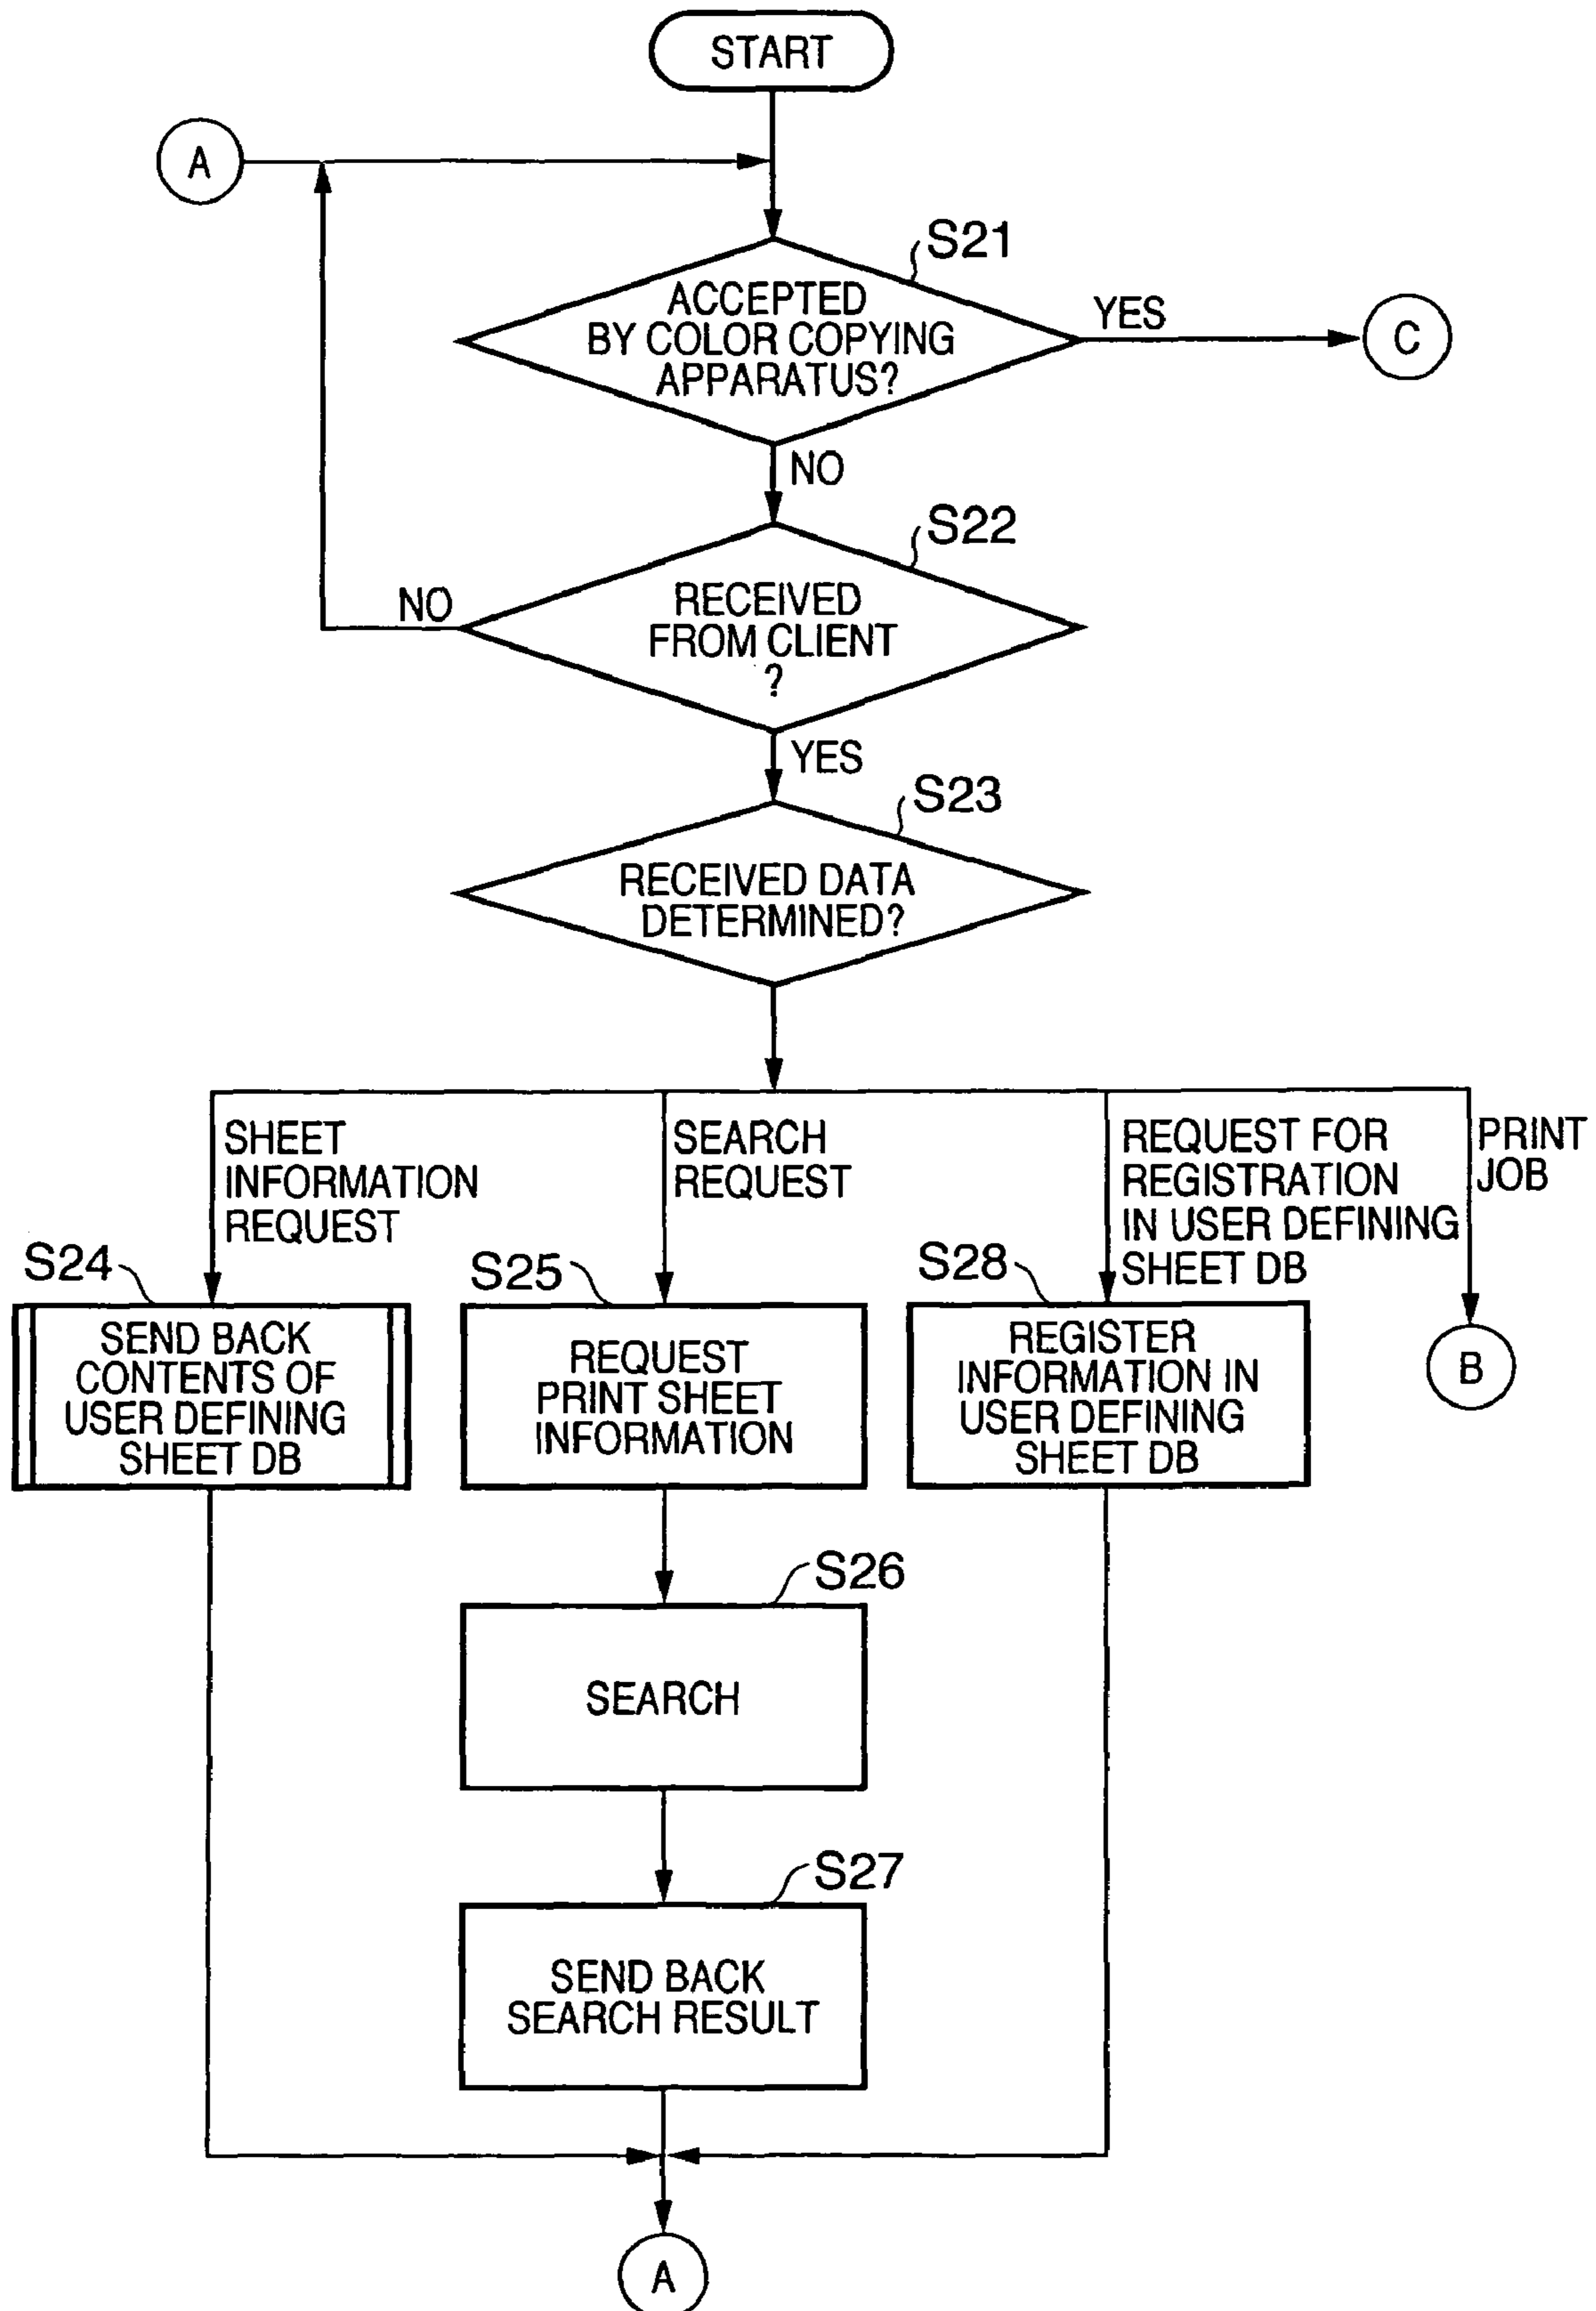 START
A
S21
ACCEPTED
BY COLOR COPYING
APPARATUS?
YES
C
NO
S22
RECEIVED
FROM CLIENT
?
NO
YES
S23
RECEIVED DATA
DETERMINED?
SHEET
INFORMATION
REQUEST
SEARCH
REQUEST
REQUEST FOR
REGISTRATION
IN USER DEFINING
SHEET DB
PRINT
JOB
S24
SEND BACK
CONTENTS OF
USER DEFINING
SHEET DB
S25
REQUEST
PRINT SHEET
INFORMATION
S28
REGISTER
INFORMATION IN
USER DEFINING
SHEET DB
B
S26
SEARCH
S27
SEND BACK
SEARCH RESULT
A